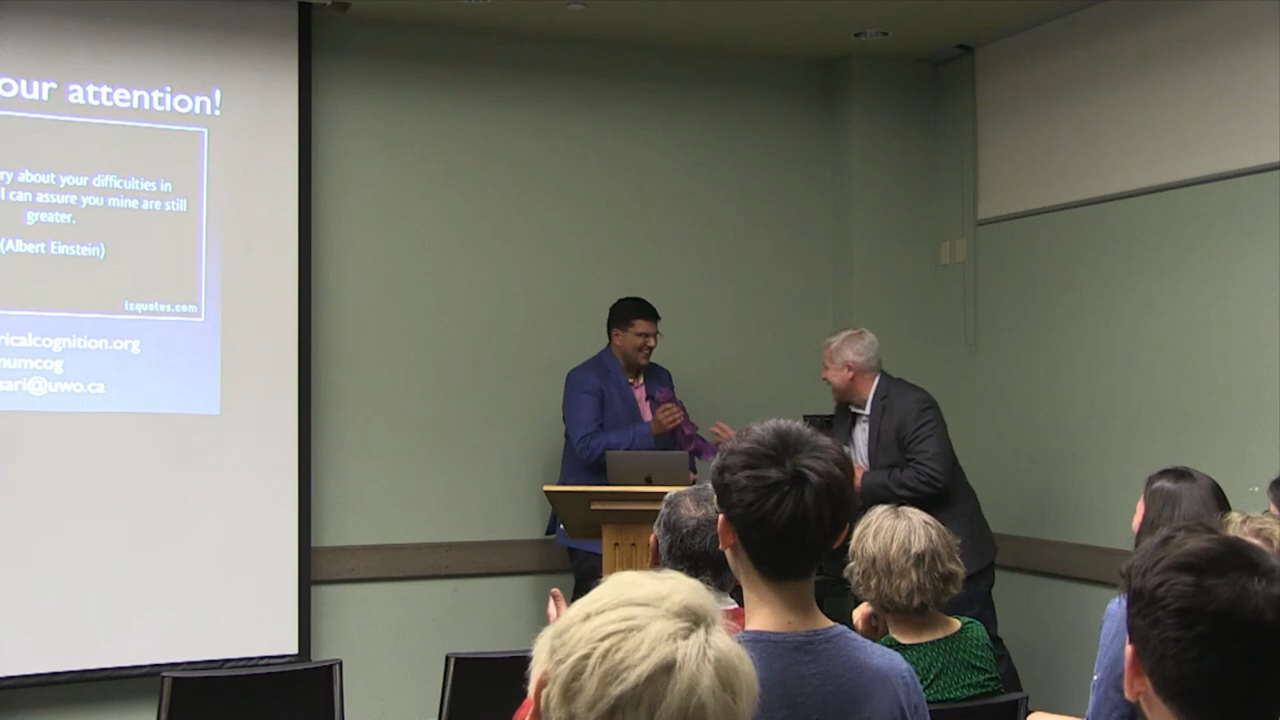 our attention!
ry about your difficulties in
I can assure you mine are still
greater.
(Albert Einstein)
izquotes.com
ricalcognition.org
numcog
sari@uwo.ca